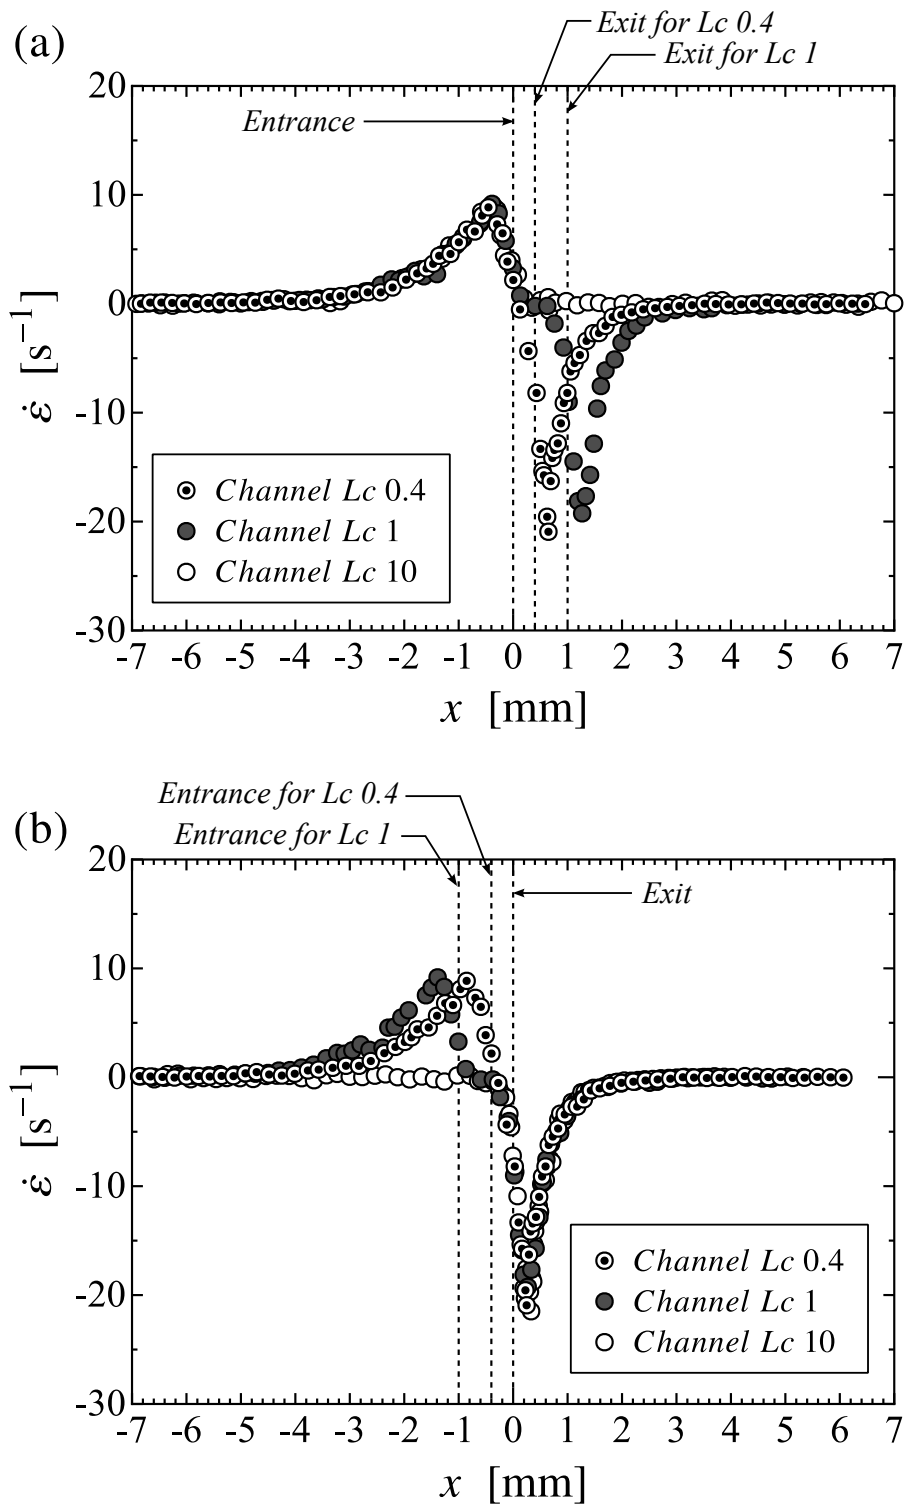 (a)
Exit for Lc 0.4
Exit for Lc 1
Entrance
20
10
0
-10
-20
-30
ε̇ [s⁻¹]
Channel Lc 0.4
Channel Lc 1
Channel Lc 10
-7 -6 -5 -4 -3 -2 -1 0 1 2 3 4 5 6 7
x [mm]
(b)
Entrance for Lc 0.4
Entrance for Lc 1
Exit
20
10
0
-10
-20
-30
ε̇ [s⁻¹]
Channel Lc 0.4
Channel Lc 1
Channel Lc 10
-7 -6 -5 -4 -3 -2 -1 0 1 2 3 4 5 6 7
x [mm]